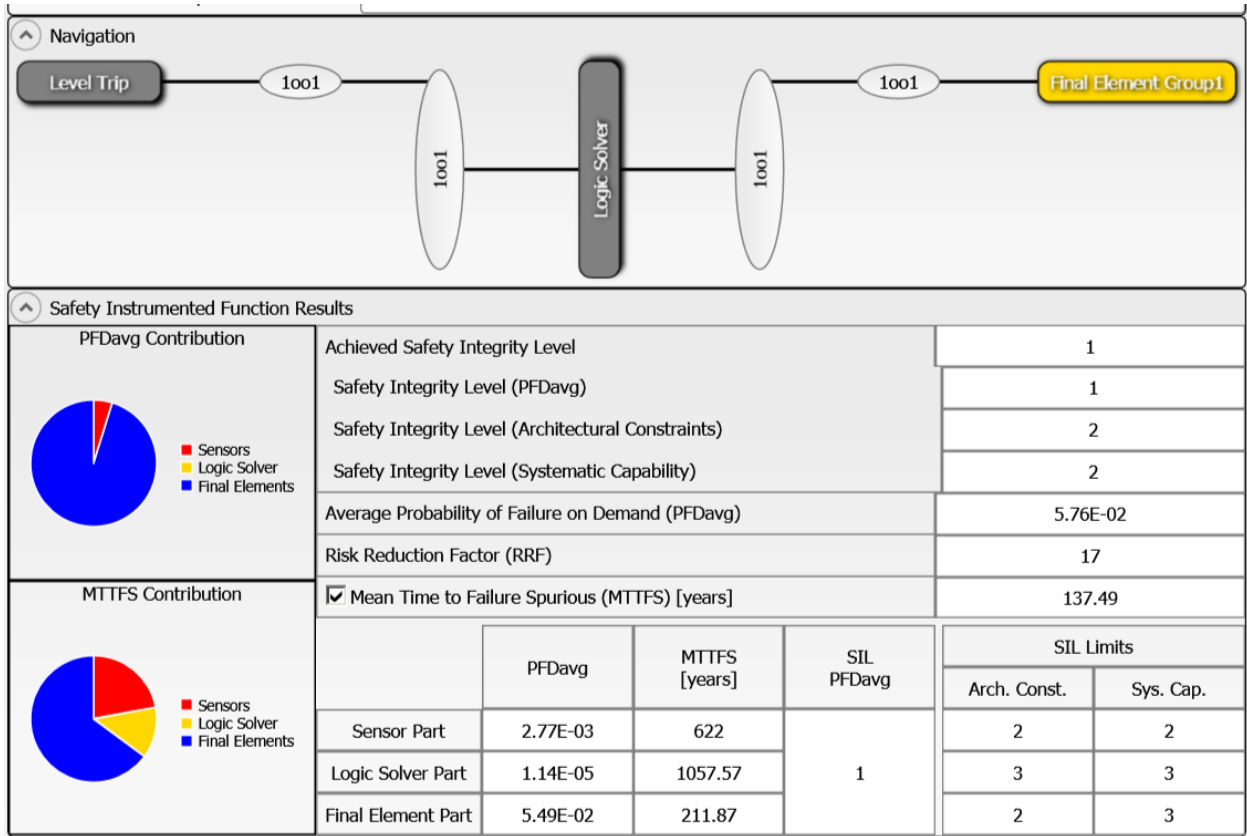 Navigation
Level Trip
1oo1
1oo1
Logic Solver
1oo1
1oo1
Final Element Group1
Safety Instrumented Function Results
PFDavg Contribution
Sensors
Logic Solver
Final Elements
Achieved Safety Integrity Level 1
Safety Integrity Level (PFDavg) 1
Safety Integrity Level (Architectural Constraints) 2
Safety Integrity Level (Systematic Capability) 2
Average Probability of Failure on Demand (PFDavg) 5.76E-02
Risk Reduction Factor (RRF) 17
MTTFS Contribution
Sensors
Logic Solver
Final Elements
Mean Time to Failure Spurious (MTTFS) [years] 137.49
PFDavg MTTFS [years] SIL PFDavg SIL Limits
Arch. Const. Sys. Cap.
Sensor Part 2.77E-03 622 2 2
Logic Solver Part 1.14E-05 1057.57 1 3 3
Final Element Part 5.49E-02 211.87 2 3